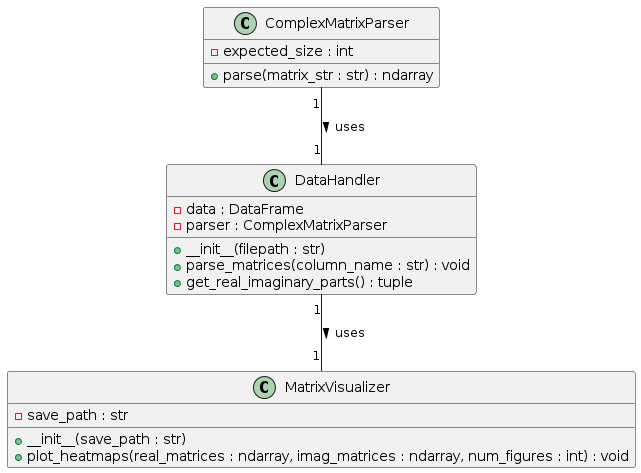 C ComplexMatrixParser
expected_size : int
parse(matrix_str : str) : ndarray
1
uses
1
C DataHandler
data : DataFrame
parser : ComplexMatrixParser
__init__(filepath : str)
parse_matrices(column_name : str) : void
get_real_imaginary_parts() : tuple
1
uses
1
C MatrixVisualizer
save_path : str
__init__(save_path : str)
plot_heatmaps(real_matrices : ndarray, imag_matrices : ndarray, num_figures : int) : void